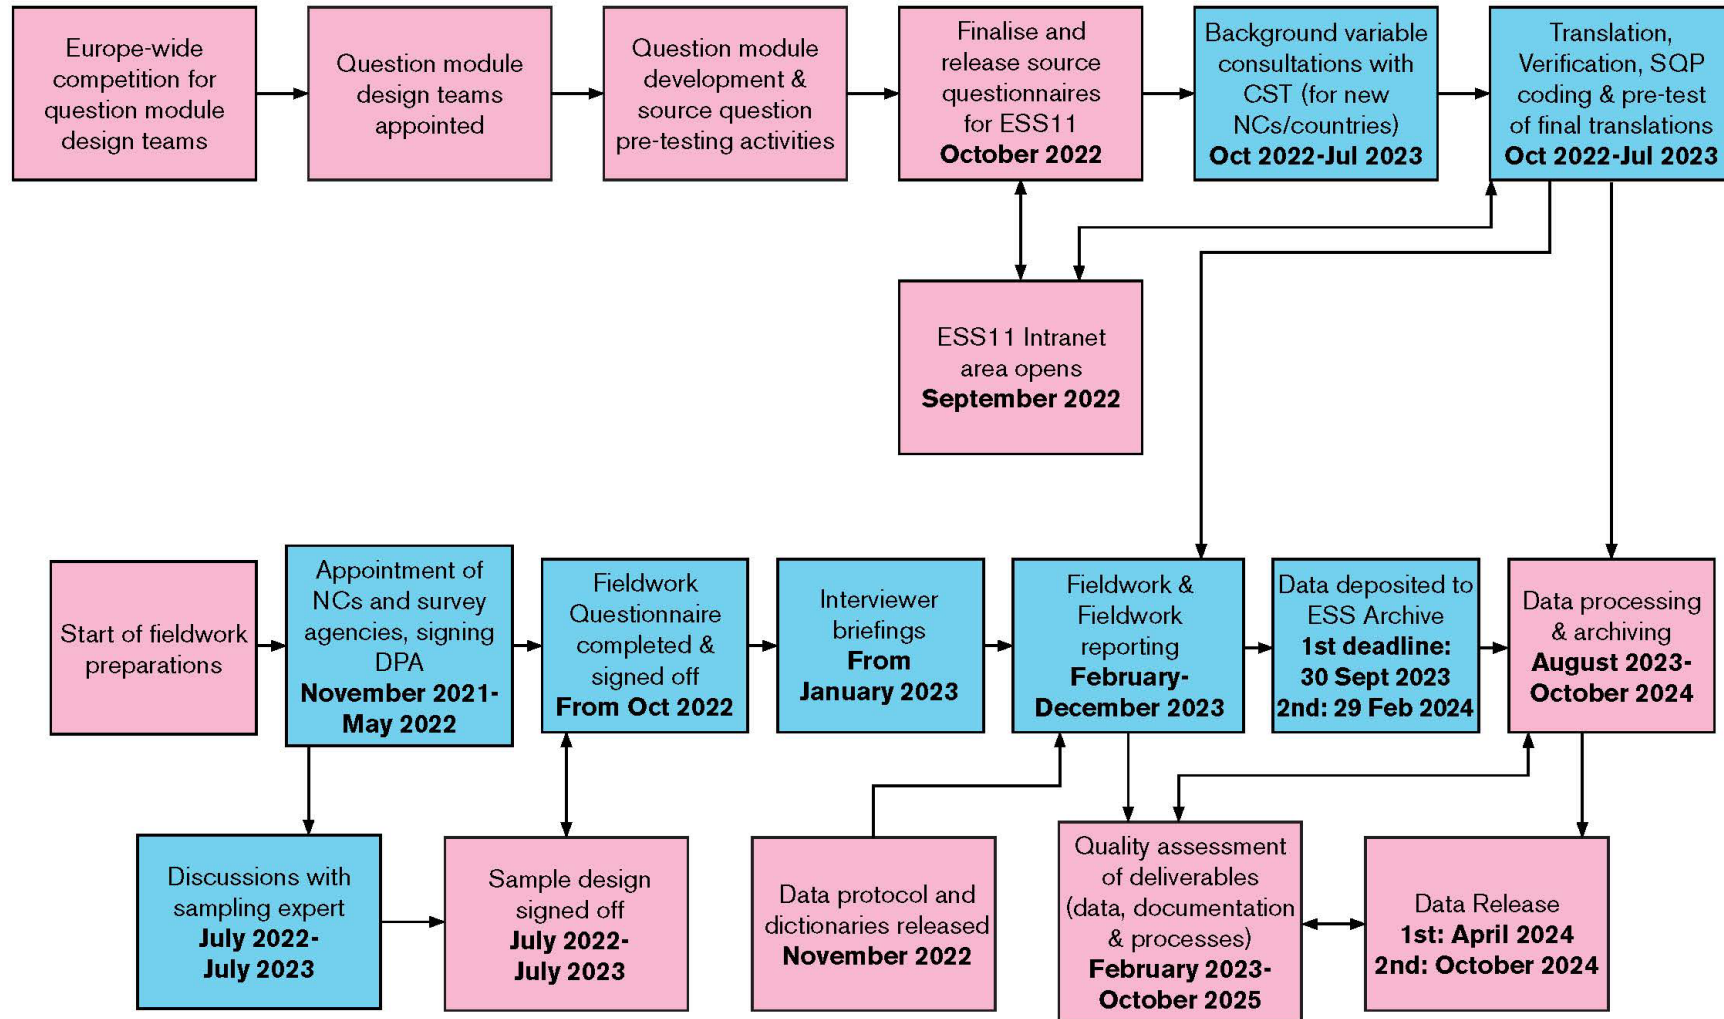 Europe-wide
competition for
question module
design teams
Question module
design teams
appointed
Question module
development &
source question
pre-testing activities
Finalise and
release source
questionnaires
for ESS11
October 2022
Background variable
consultations with
CST (for new
NCs/countries)
Oct 2022-Jul 2023
Translation,
Verification, SQP
coding & pre-test
of final translations
Oct 2022-Jul 2023
ESS11 Intranet
area opens
September 2022
Start of fieldwork
preparations
Appointment of
NCs and survey
agencies, signing
DPA
November 2021-
May 2022
Fieldwork
Questionnaire
completed &
signed off
From Oct 2022
Interviewer
briefings
From
January 2023
Fieldwork &
Fieldwork
reporting
February-
December 2023
Data deposited to
ESS Archive
1st deadline:
30 Sept 2023
2nd: 29 Feb 2024
Data processing
& archiving
August 2023-
October 2024
Discussions with
sampling expert
July 2022-
July 2023
Sample design
signed off
July 2022-
July 2023
Data protocol and
dictionaries released
November 2022
Quality assessment
of deliverables
(data, documentation
& processes)
February 2023-
October 2025
Data Release
1st: April 2024
2nd: October 2024